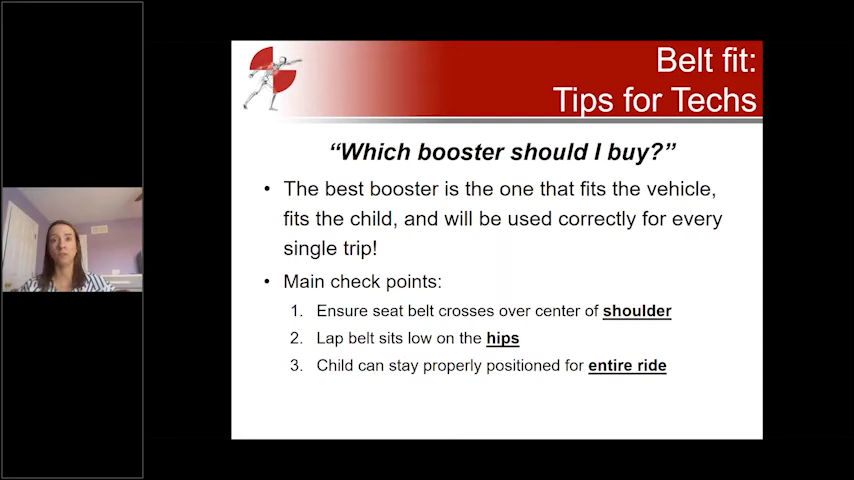 Belt fit:
Tips for Techs
“Which booster should I buy?”
• The best booster is the one that fits the vehicle,
fits the child, and will be used correctly for every
single trip!
• Main check points:
1. Ensure seat belt crosses over center of shoulder
2. Lap belt sits low on the hips
3. Child can stay properly positioned for entire ride